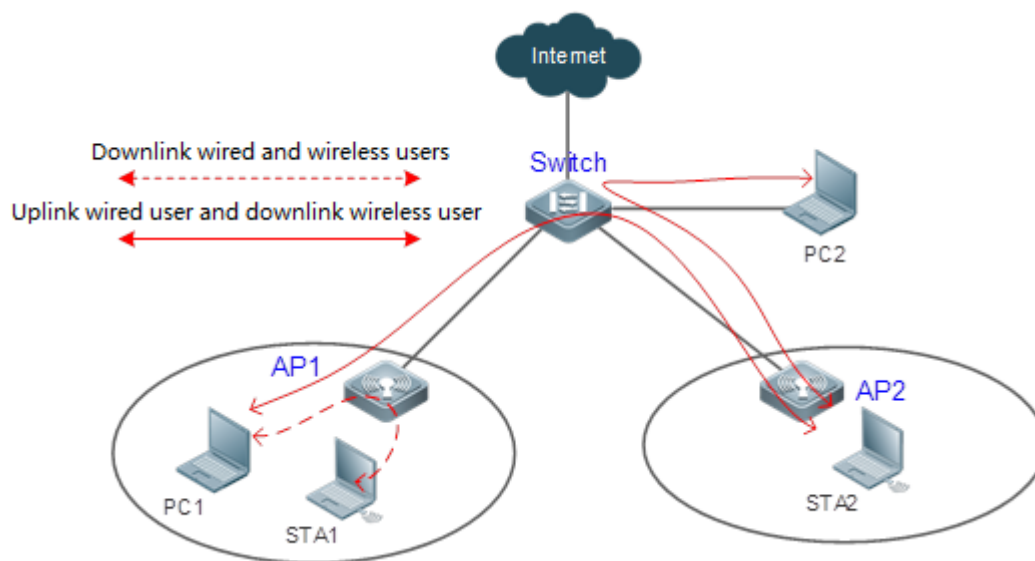 Internet
Downlink wired and wireless users
Switch
Uplink wired user and downlink wireless user
PC2
AP1
AP2
PC1
STA1
STA2